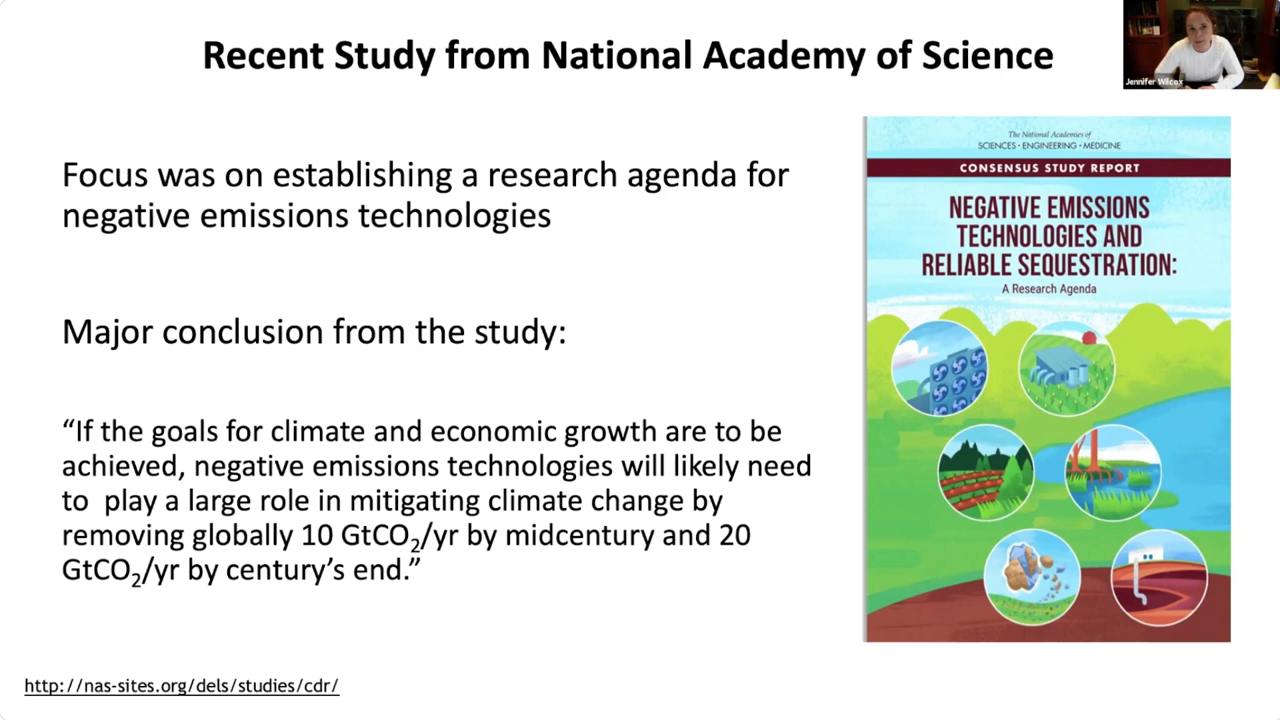 Recent Study from National Academy of Science
Jennifer Wilcox
Focus was on establishing a research agenda for
negative emissions technologies
Major conclusion from the study:
“If the goals for climate and economic growth are to be
achieved, negative emissions technologies will likely need
to  play a large role in mitigating climate change by
removing globally 10 GtCO₂/yr by midcentury and 20
GtCO₂/yr by century’s end.”
http://nas-sites.org/dels/studies/cdr/
The National Academies of
SCIENCES • ENGINEERING • MEDICINE
CONSENSUS STUDY REPORT
NEGATIVE EMISSIONS
TECHNOLOGIES AND
RELIABLE SEQUESTRATION:
A Research Agenda